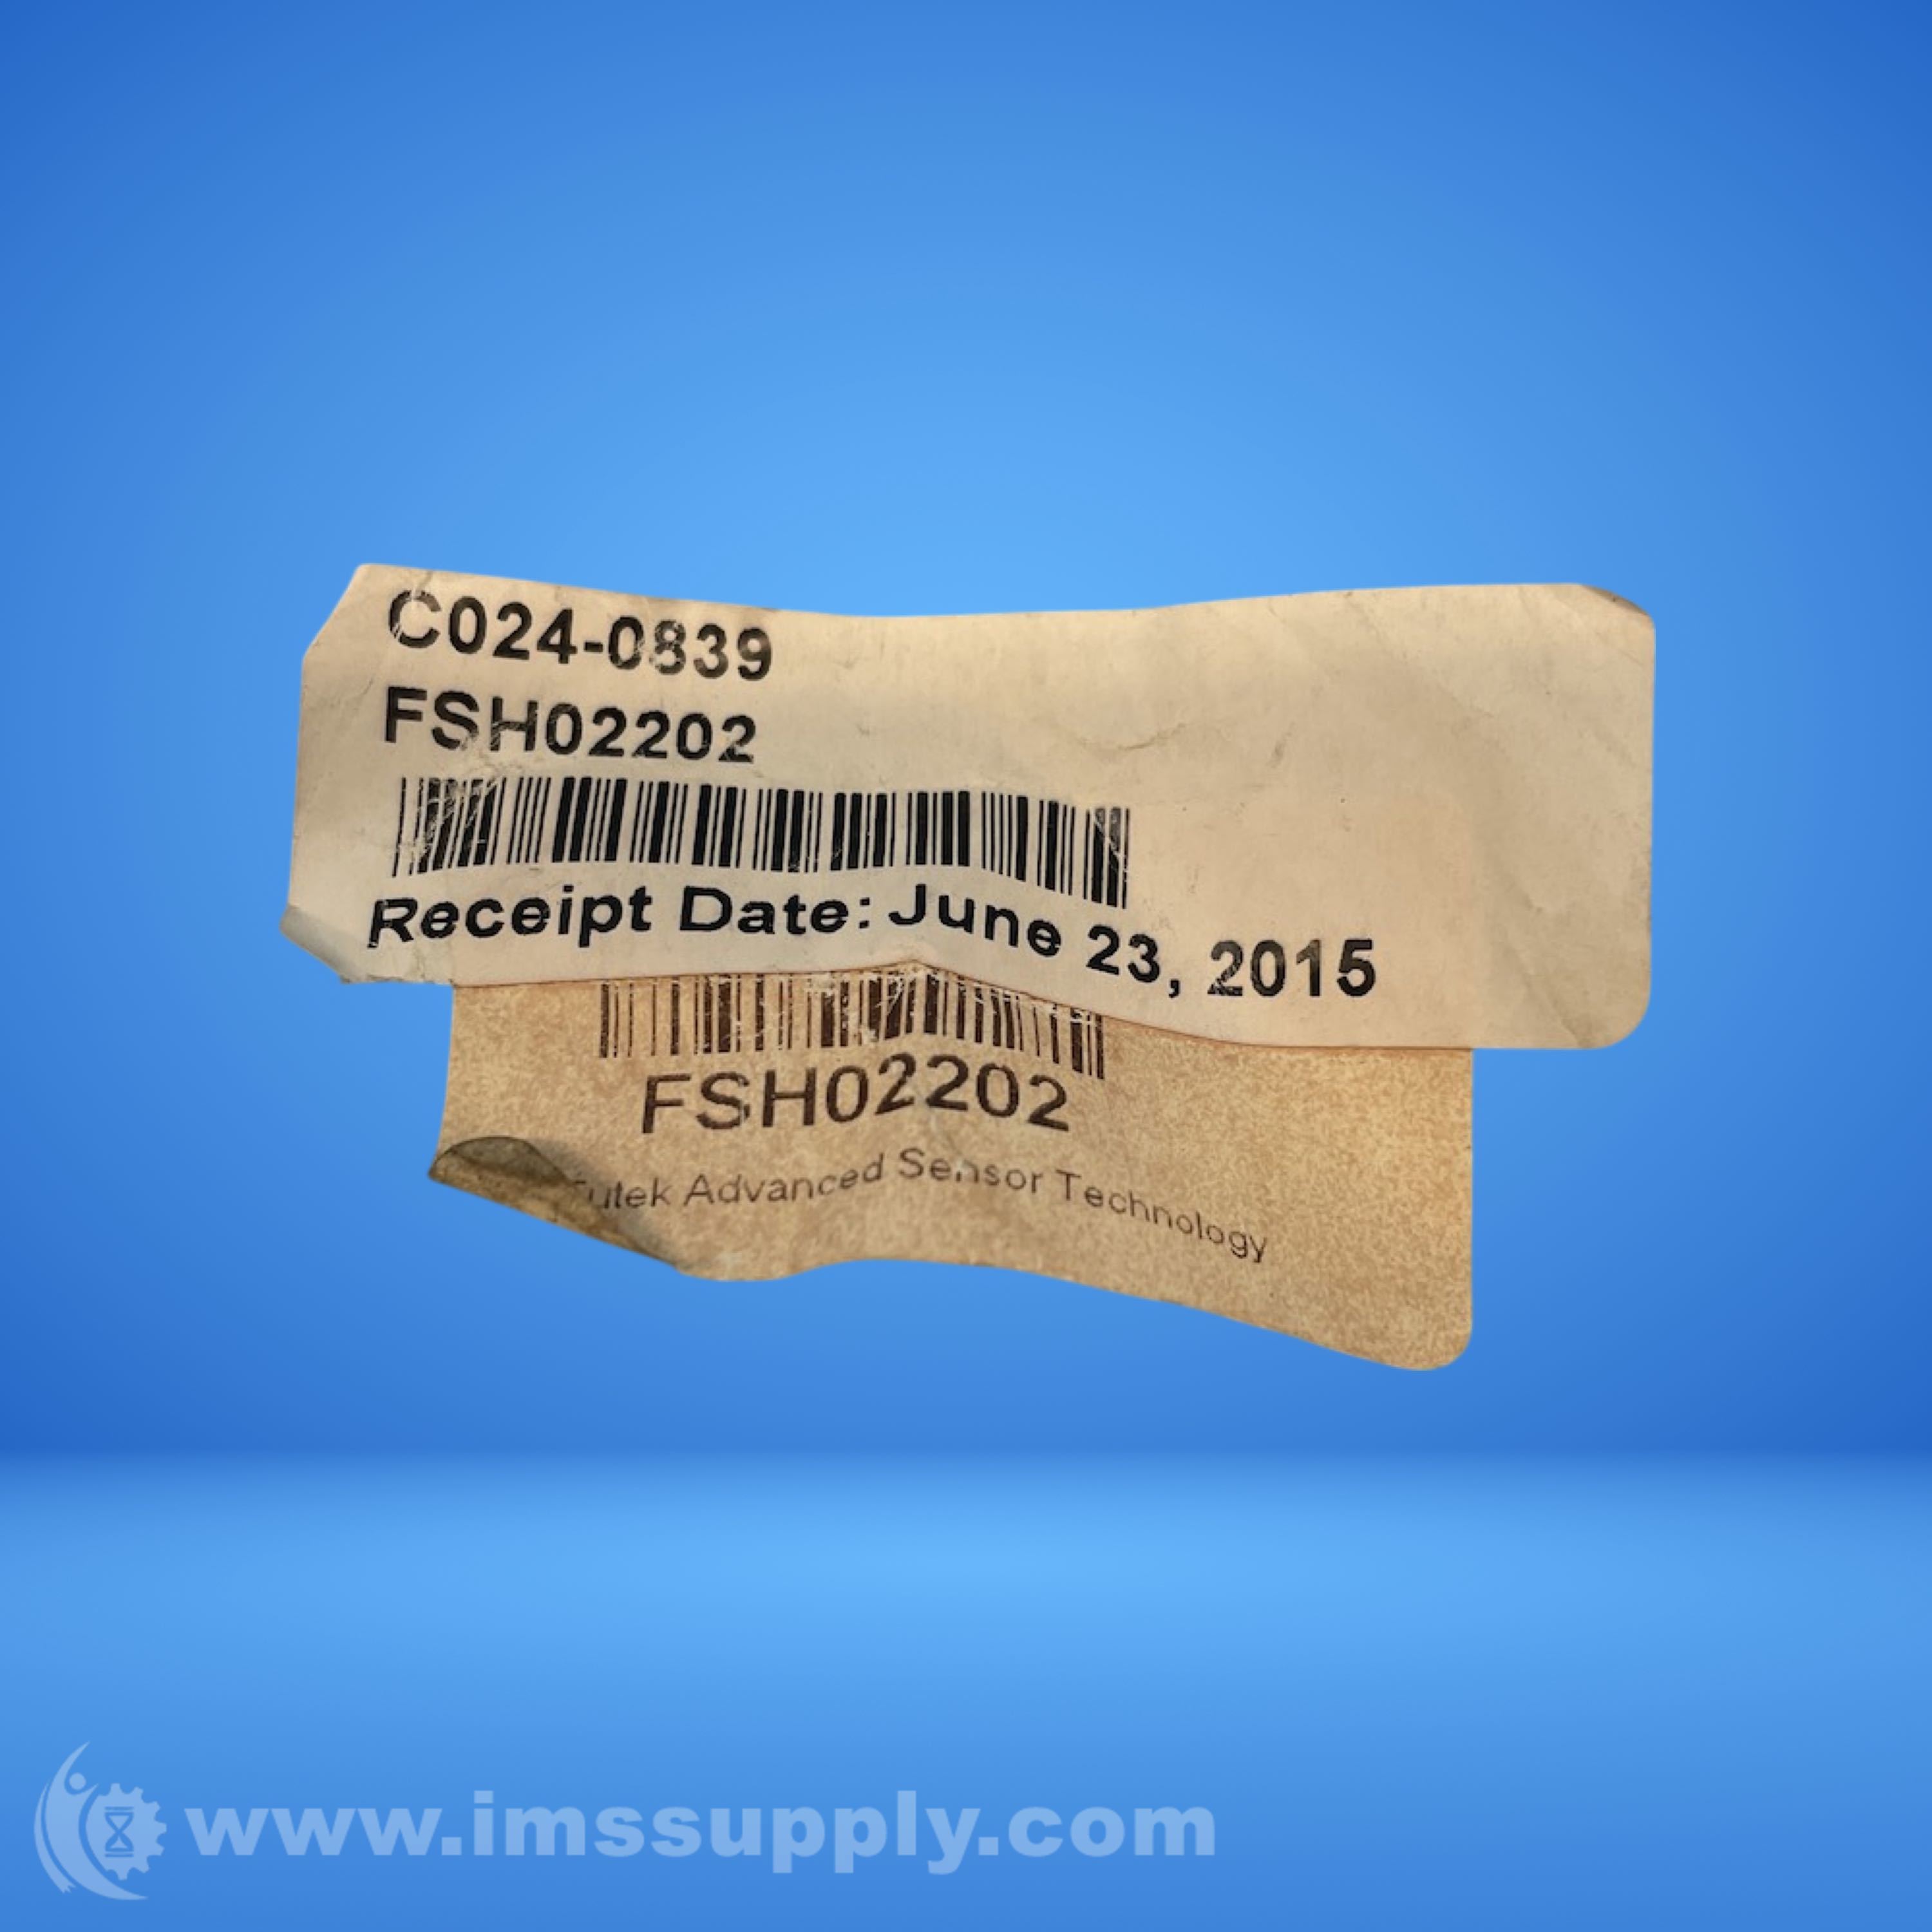 C024-0839
FSH02202
Receipt Date: June 23, 2015
FSH02202
Advanced Sensor Technology
www.imssupply.com